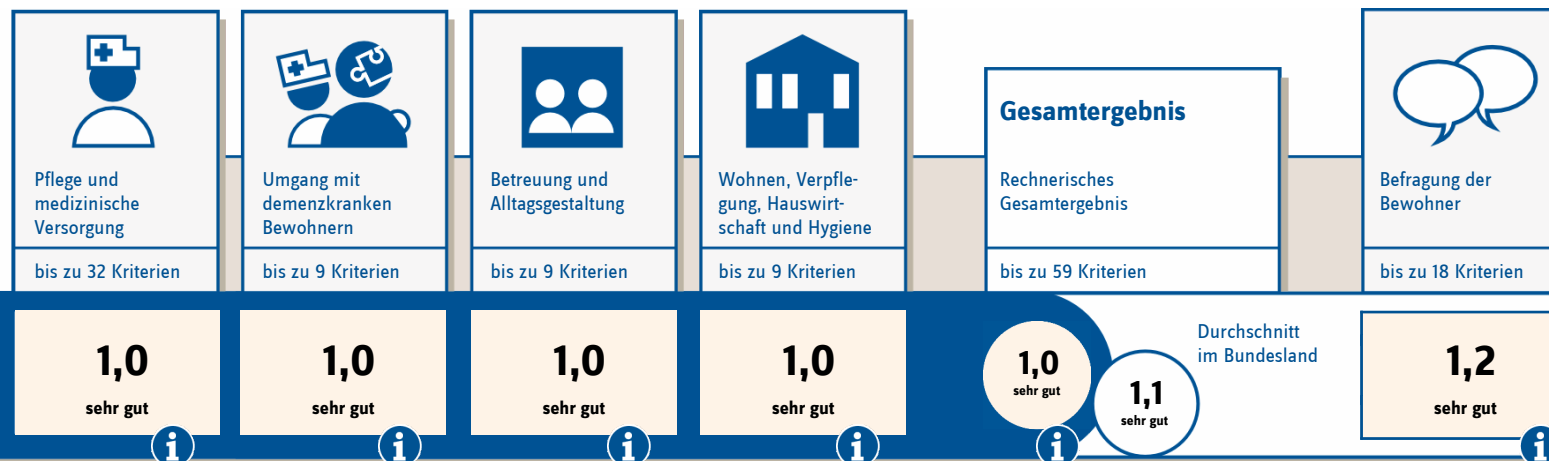 Pflege und
medizinische
Versorgung
bis zu 32 Kriterien
1,0
sehr gut
i
Umgang mit
demenzkranken
Bewohnern
bis zu 9 Kriterien
1,0
sehr gut
i
Betreuung und
Alltagsgestaltung
bis zu 9 Kriterien
1,0
sehr gut
i
Wohnen, Verpfle-
gung, Hauswirt-
schaft und Hygiene
bis zu 9 Kriterien
1,0
sehr gut
i
Gesamtergebnis
Rechnerisches
Gesamtergebnis
bis zu 59 Kriterien
1,0
sehr gut
i
1,1
sehr gut
Durchschnitt
im Bundesland
Befragung der
Bewohner
bis zu 18 Kriterien
1,2
sehr gut
i